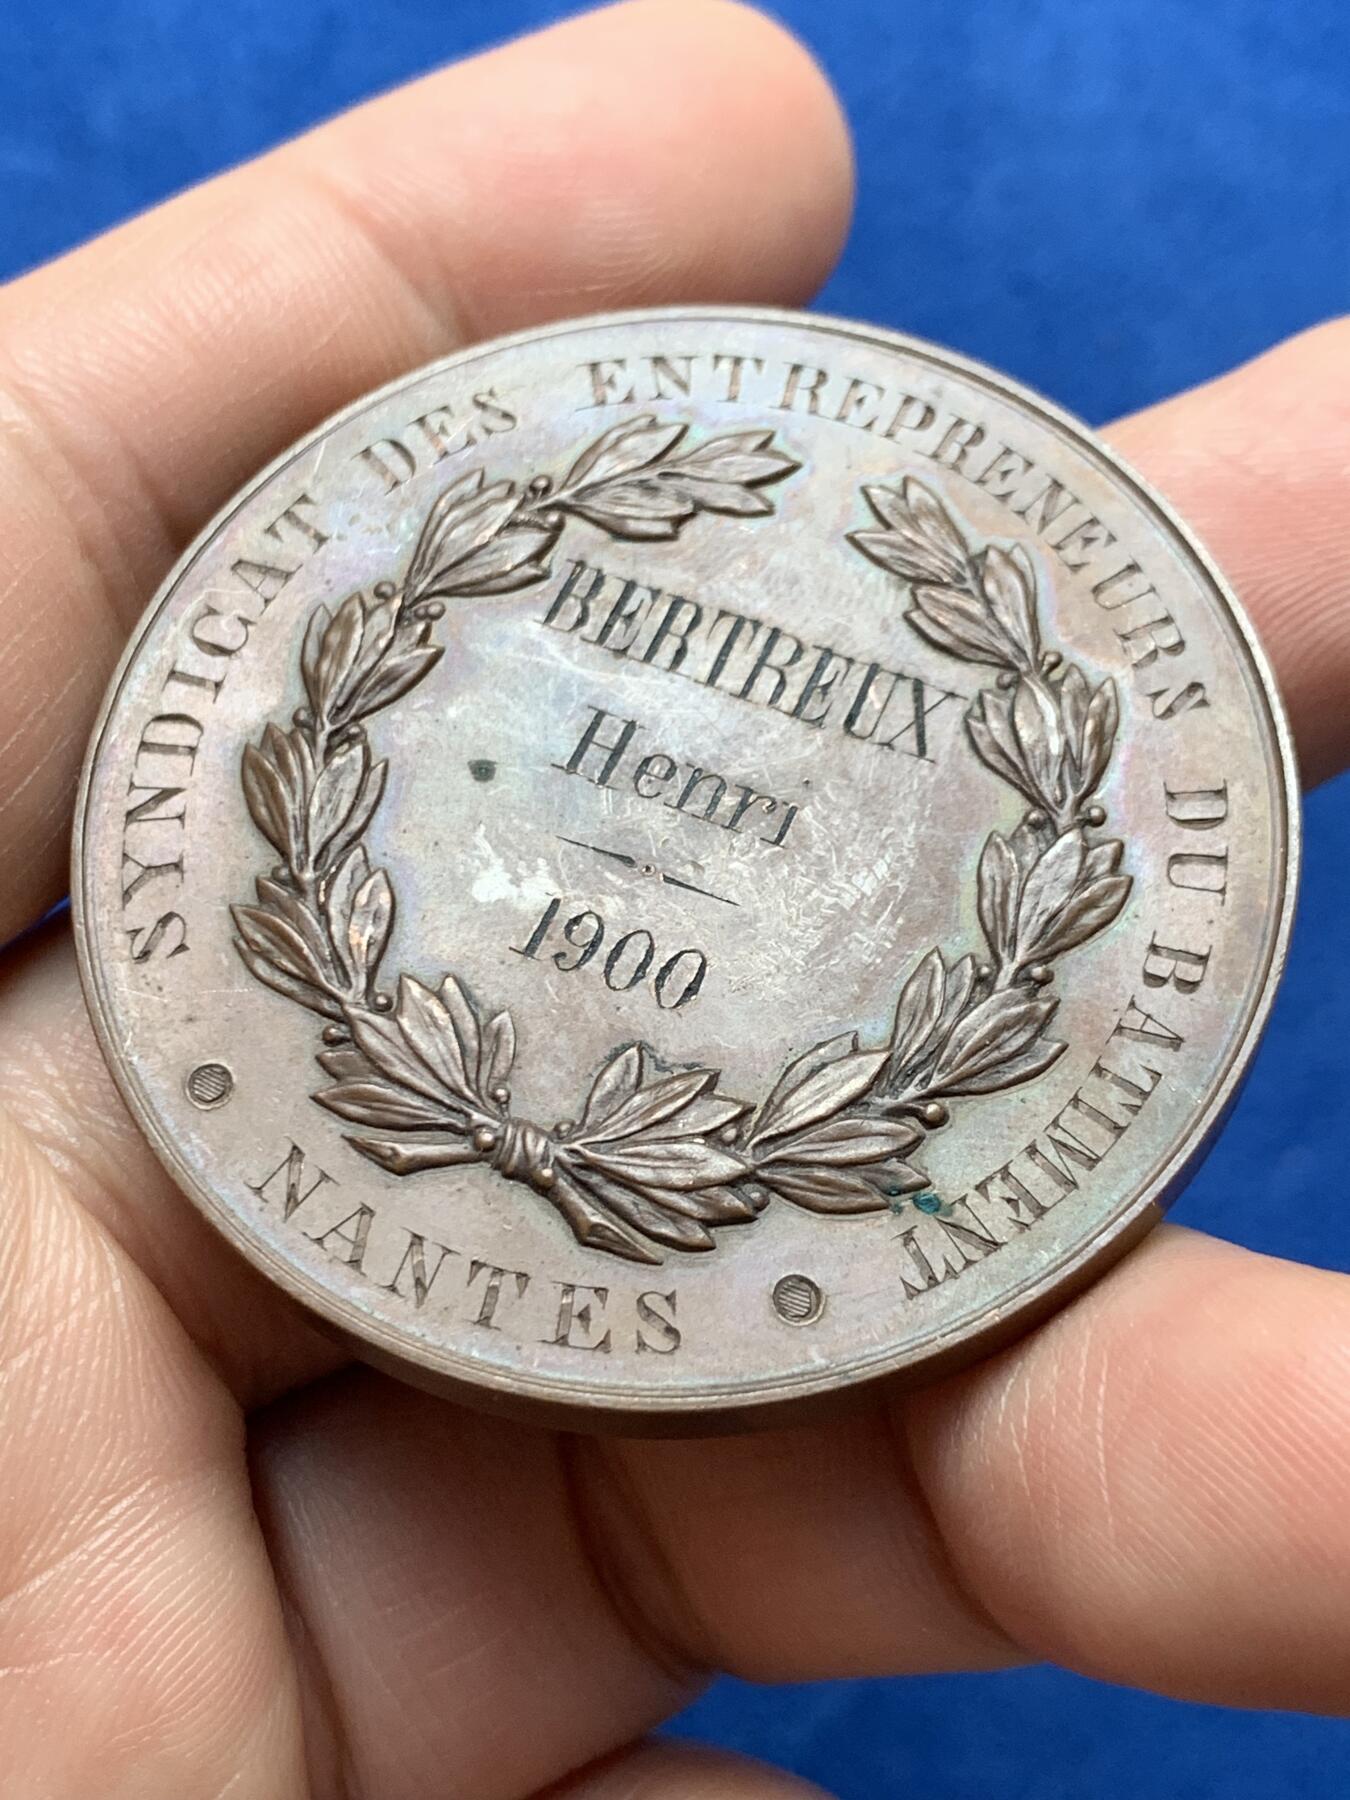 SYNDICAT DES ENTREPRENEURS DU BATIMENT
BERTREUX
Henri
1900
NANTES